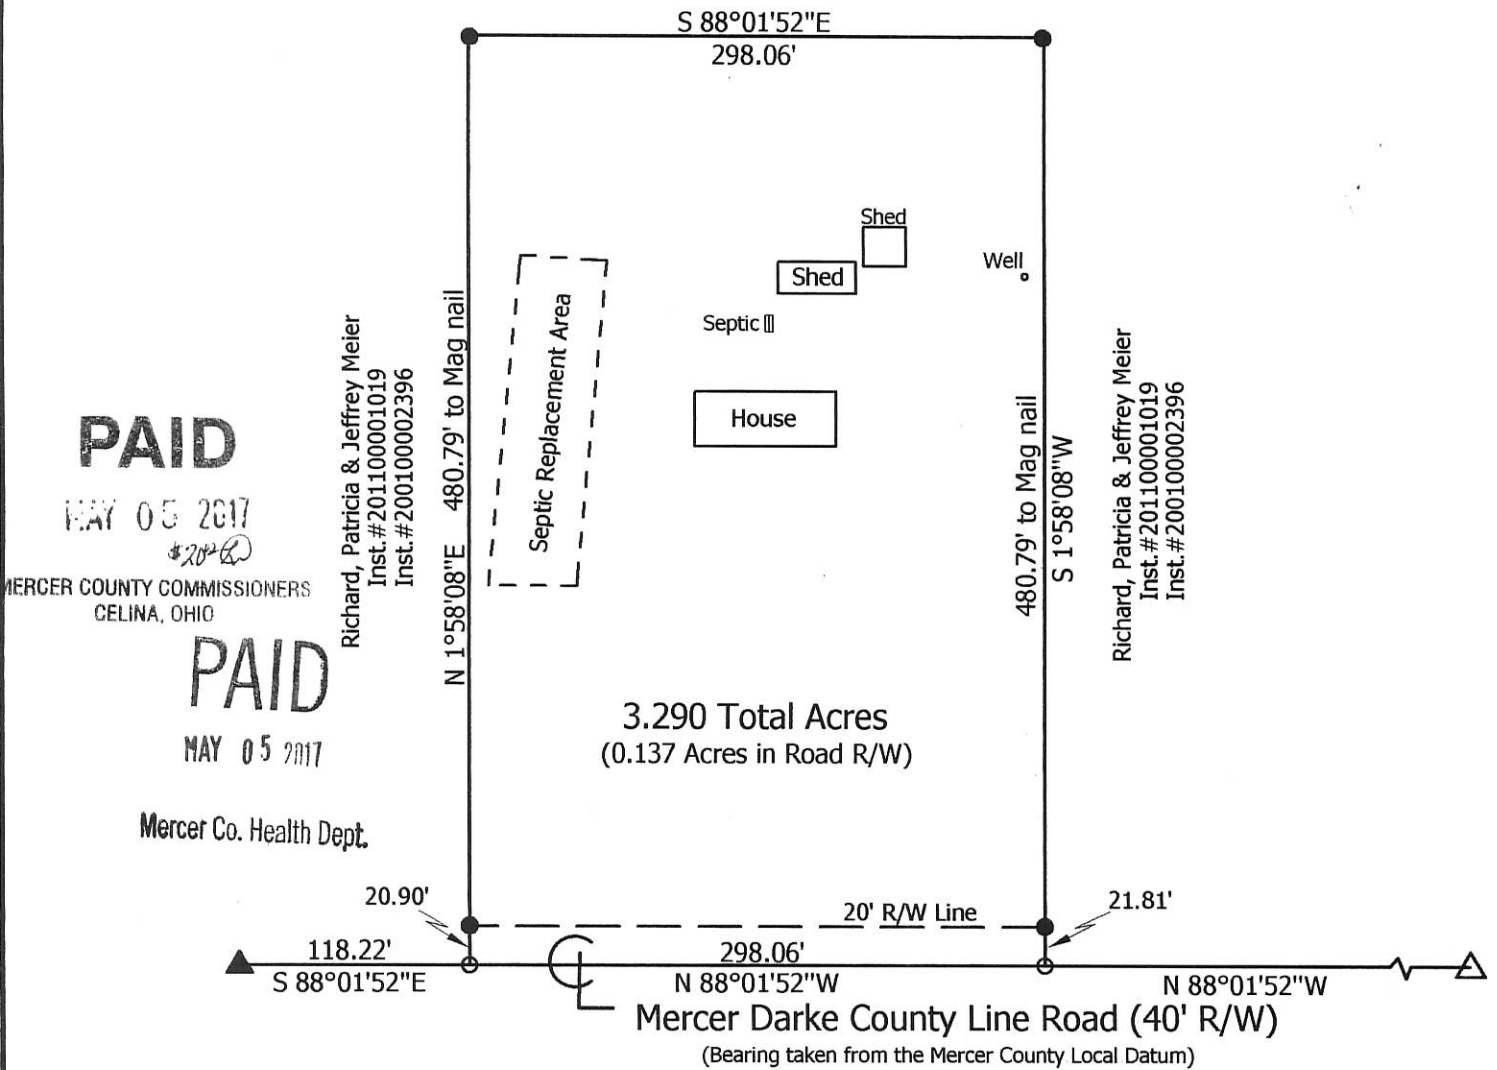 S 88°01'52"E
298.06'
Shed
Shed
Well
Septic
House
Septic Replacement Area
480.79' to Mag nail
N 1°58'08"E
Richard, Patricia & Jeffrey Meier
Inst.#201100001019
Inst.#200100002396
480.79' to Mag nail
S 1°58'08"W
Richard, Patricia & Jeffrey Meier
Inst.#201100001019
Inst.#200100002396
PAID
MAY 05 2017
MERCER COUNTY COMMISSIONERS
CELINA, OHIO
PAID
MAY 05 2017
Mercer Co. Health Dept.
3.290 Total Acres
(0.137 Acres in Road R/W)
20.90'
20' R/W Line
21.81'
118.22'
298.06'
S 88°01'52"E
N 88°01'52"W
N 88°01'52"W
Mercer Darke County Line Road (40' R/W)
(Bearing taken from the Mercer County Local Datum)